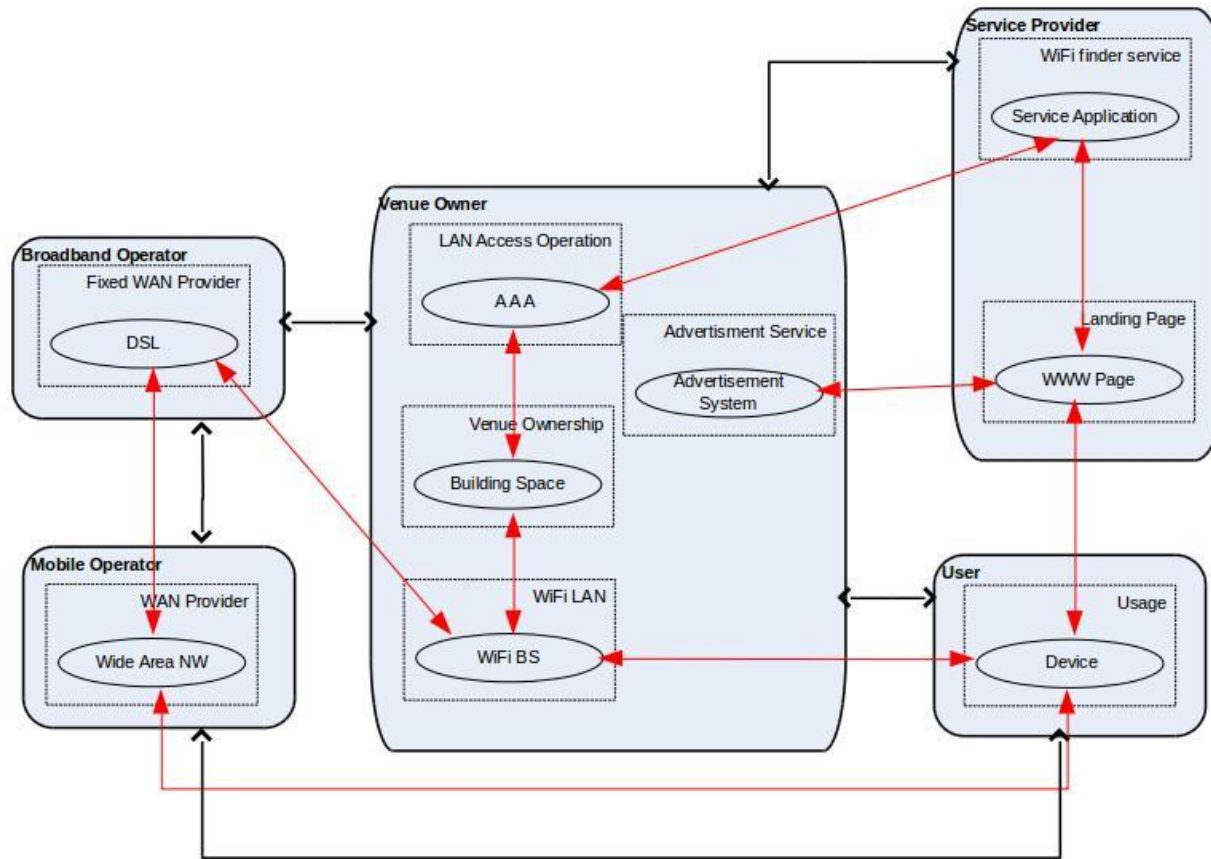 Service Provider
WiFi finder service
Service Application
Venue Owner
LAN Access Operation
A A A
Broadband Operator
Fixed WAN Provider
DSL
Advertisment Service
Advertisement
System
Landing Page
WWW Page
Venue Ownership
Building Space
Mobile Operator
WAN Provider
Wide Area NW
WiFi LAN
WiFi BS
User
Usage
Device